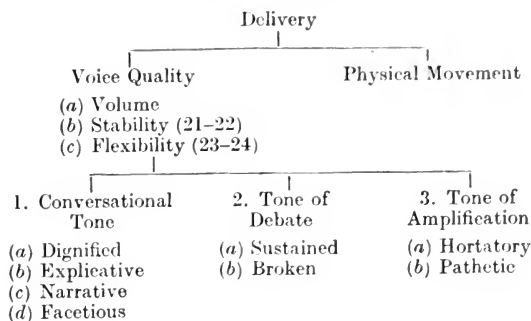 Delivery
Voice Quality Physical Movement
(a) Volume
(b) Stability (21–22)
(c) Flexibility (23–24)
1. Conversational Tone
(a) Dignified
(b) Explicative
(c) Narrative
(d) Facetious
2. Tone of Debate
(a) Sustained
(b) Broken
3. Tone of Amplification
(a) Hortatory
(b) Pathetic